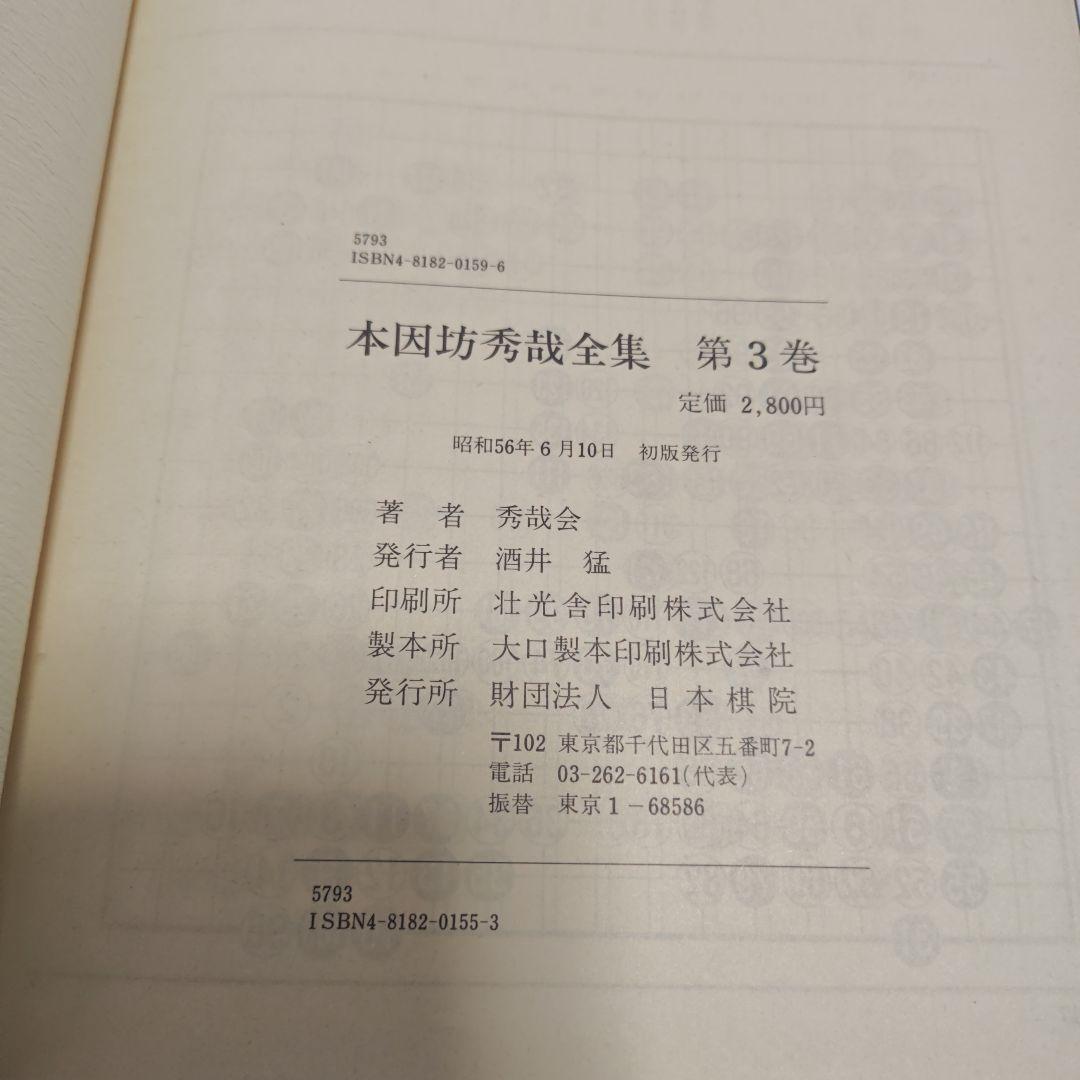 5793
ISBN4-8182-0159-6
本因坊秀哉全集　第3巻
定価 2,800円
昭和56年6月10日　初版発行
著　者　秀哉会
発行者　酒井　猛
印刷所　壮光舎印刷株式会社
製本所　大口製本印刷株式会社
発行所　財団法人　日本棋院
〒102 東京都千代田区五番町7-2
電話　03-262-6161(代表)
振替　東京1-68586
5793
ISBN4-8182-0155-3